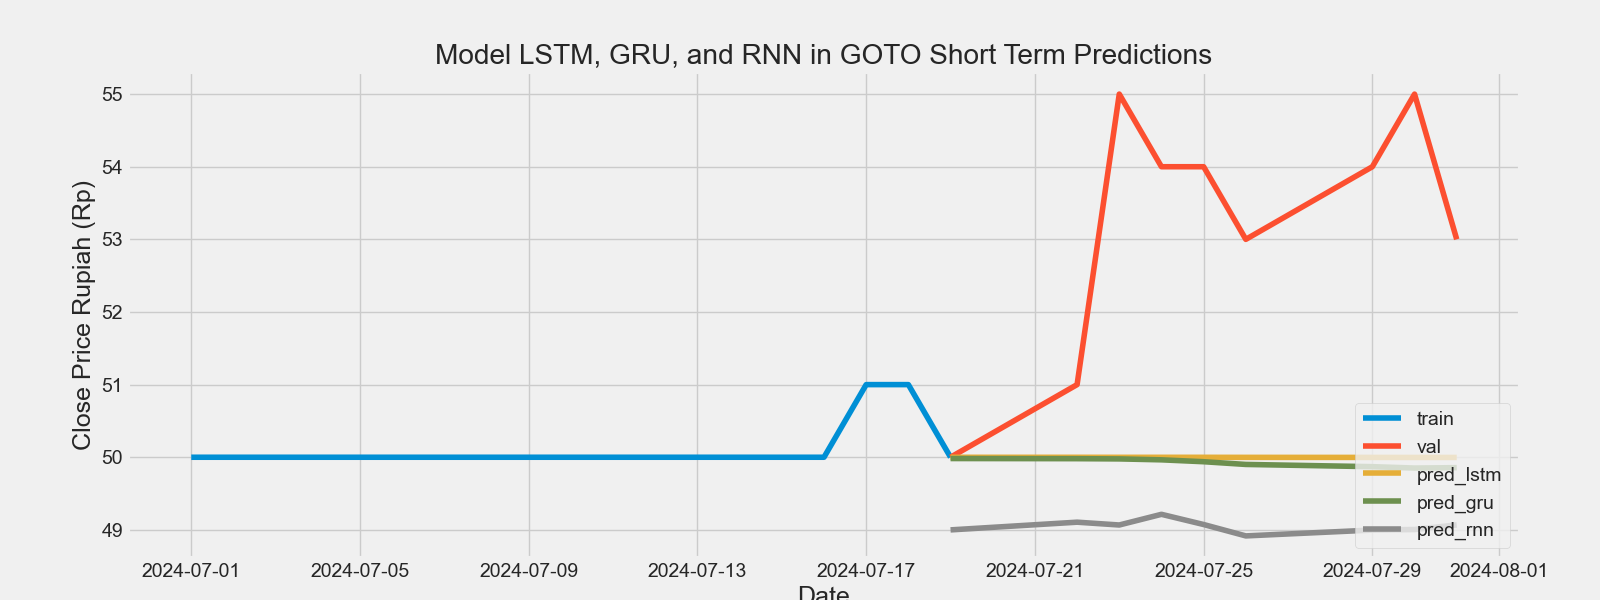 Model LSTM, GRU, and RNN in GOTO Short Term Predictions
Close Price Rupiah (Rp)
55
54
53
52
51
50
49
train
val
pred_lstm
pred_gru
pred_rnn
2024-07-01 2024-07-05 2024-07-09 2024-07-13 2024-07-17 2024-07-21 2024-07-25 2024-07-29 2024-08-01
Date